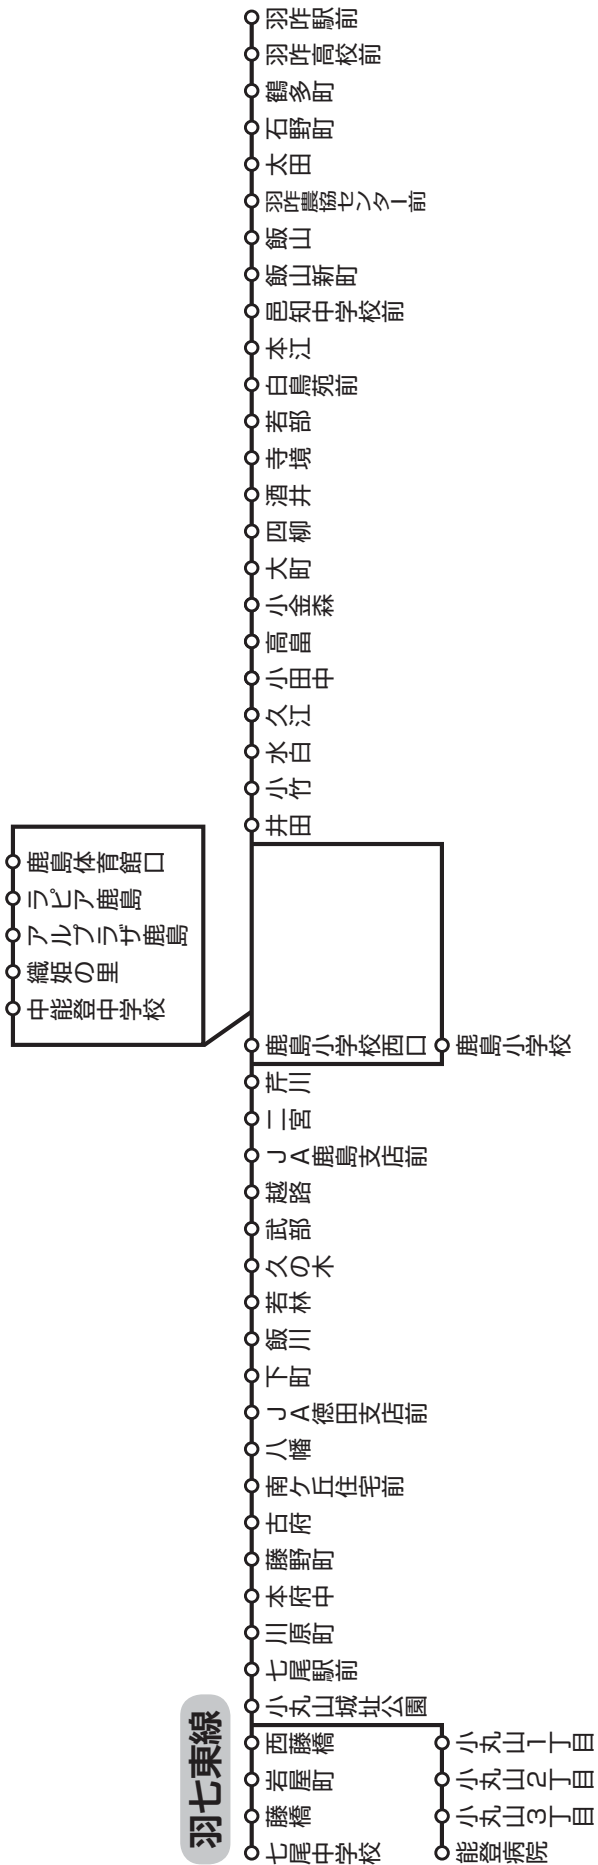 羽七東線
羽咋駅前
羽咋高校前
鶴多町
石野町
太田
羽咋農協センター前
飯山
飯山新町
邑知中学校前
本江
白鳥苑前
若部
寺境
酒井
四柳
大町
小金森
高畠
小田中
久江
水白
小竹
井田
鹿島体育館口
ラピア鹿島
アルプラザ鹿島
織姫の里
中能登中学校
鹿島小学校西口
鹿島小学校
芹川
二宮
JA鹿島支店前
越路
武部
久の木
若林
飯川
下町
JA徳田支店前
八幡
南ケ丘住宅前
古府
藤野町
本府中
川原町
七尾駅前
小丸山城址公園
西藤橋
岩屋町
藤橋
七尾中学校
小丸山1丁目
小丸山2丁目
小丸山3丁目
能登病院